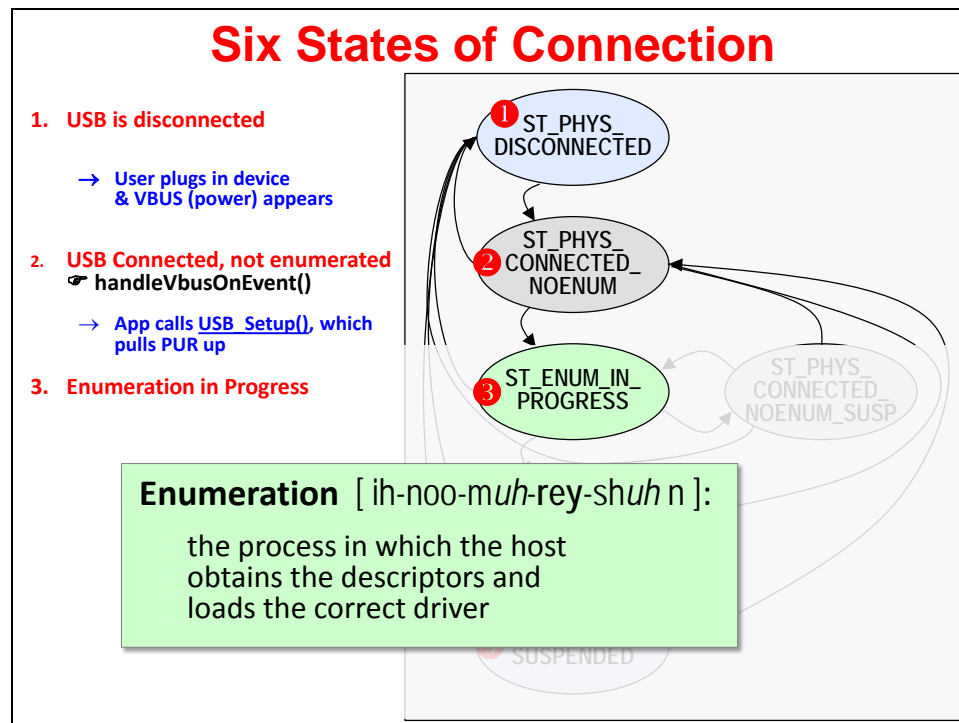 Six States of Connection
1. USB is disconnected
→ User plugs in device
& VBUS (power) appears
2. USB Connected, not enumerated
☞ handleVbusOnEvent()
→ App calls USB_Setup(), which
pulls PUR up
3. Enumeration in Progress
1 ST_PHYS_
DISCONNECTED
ST_PHYS_
2 CONNECTED_
NOENUM
3 ST_ENUM_IN_
PROGRESS
ST_PHYS_
CONNECTED_
NOENUM_SUSP
Enumeration [ ih-noo-muh-rey-shuh n ]:
the process in which the host
obtains the descriptors and
loads the correct driver
SUSPENDED